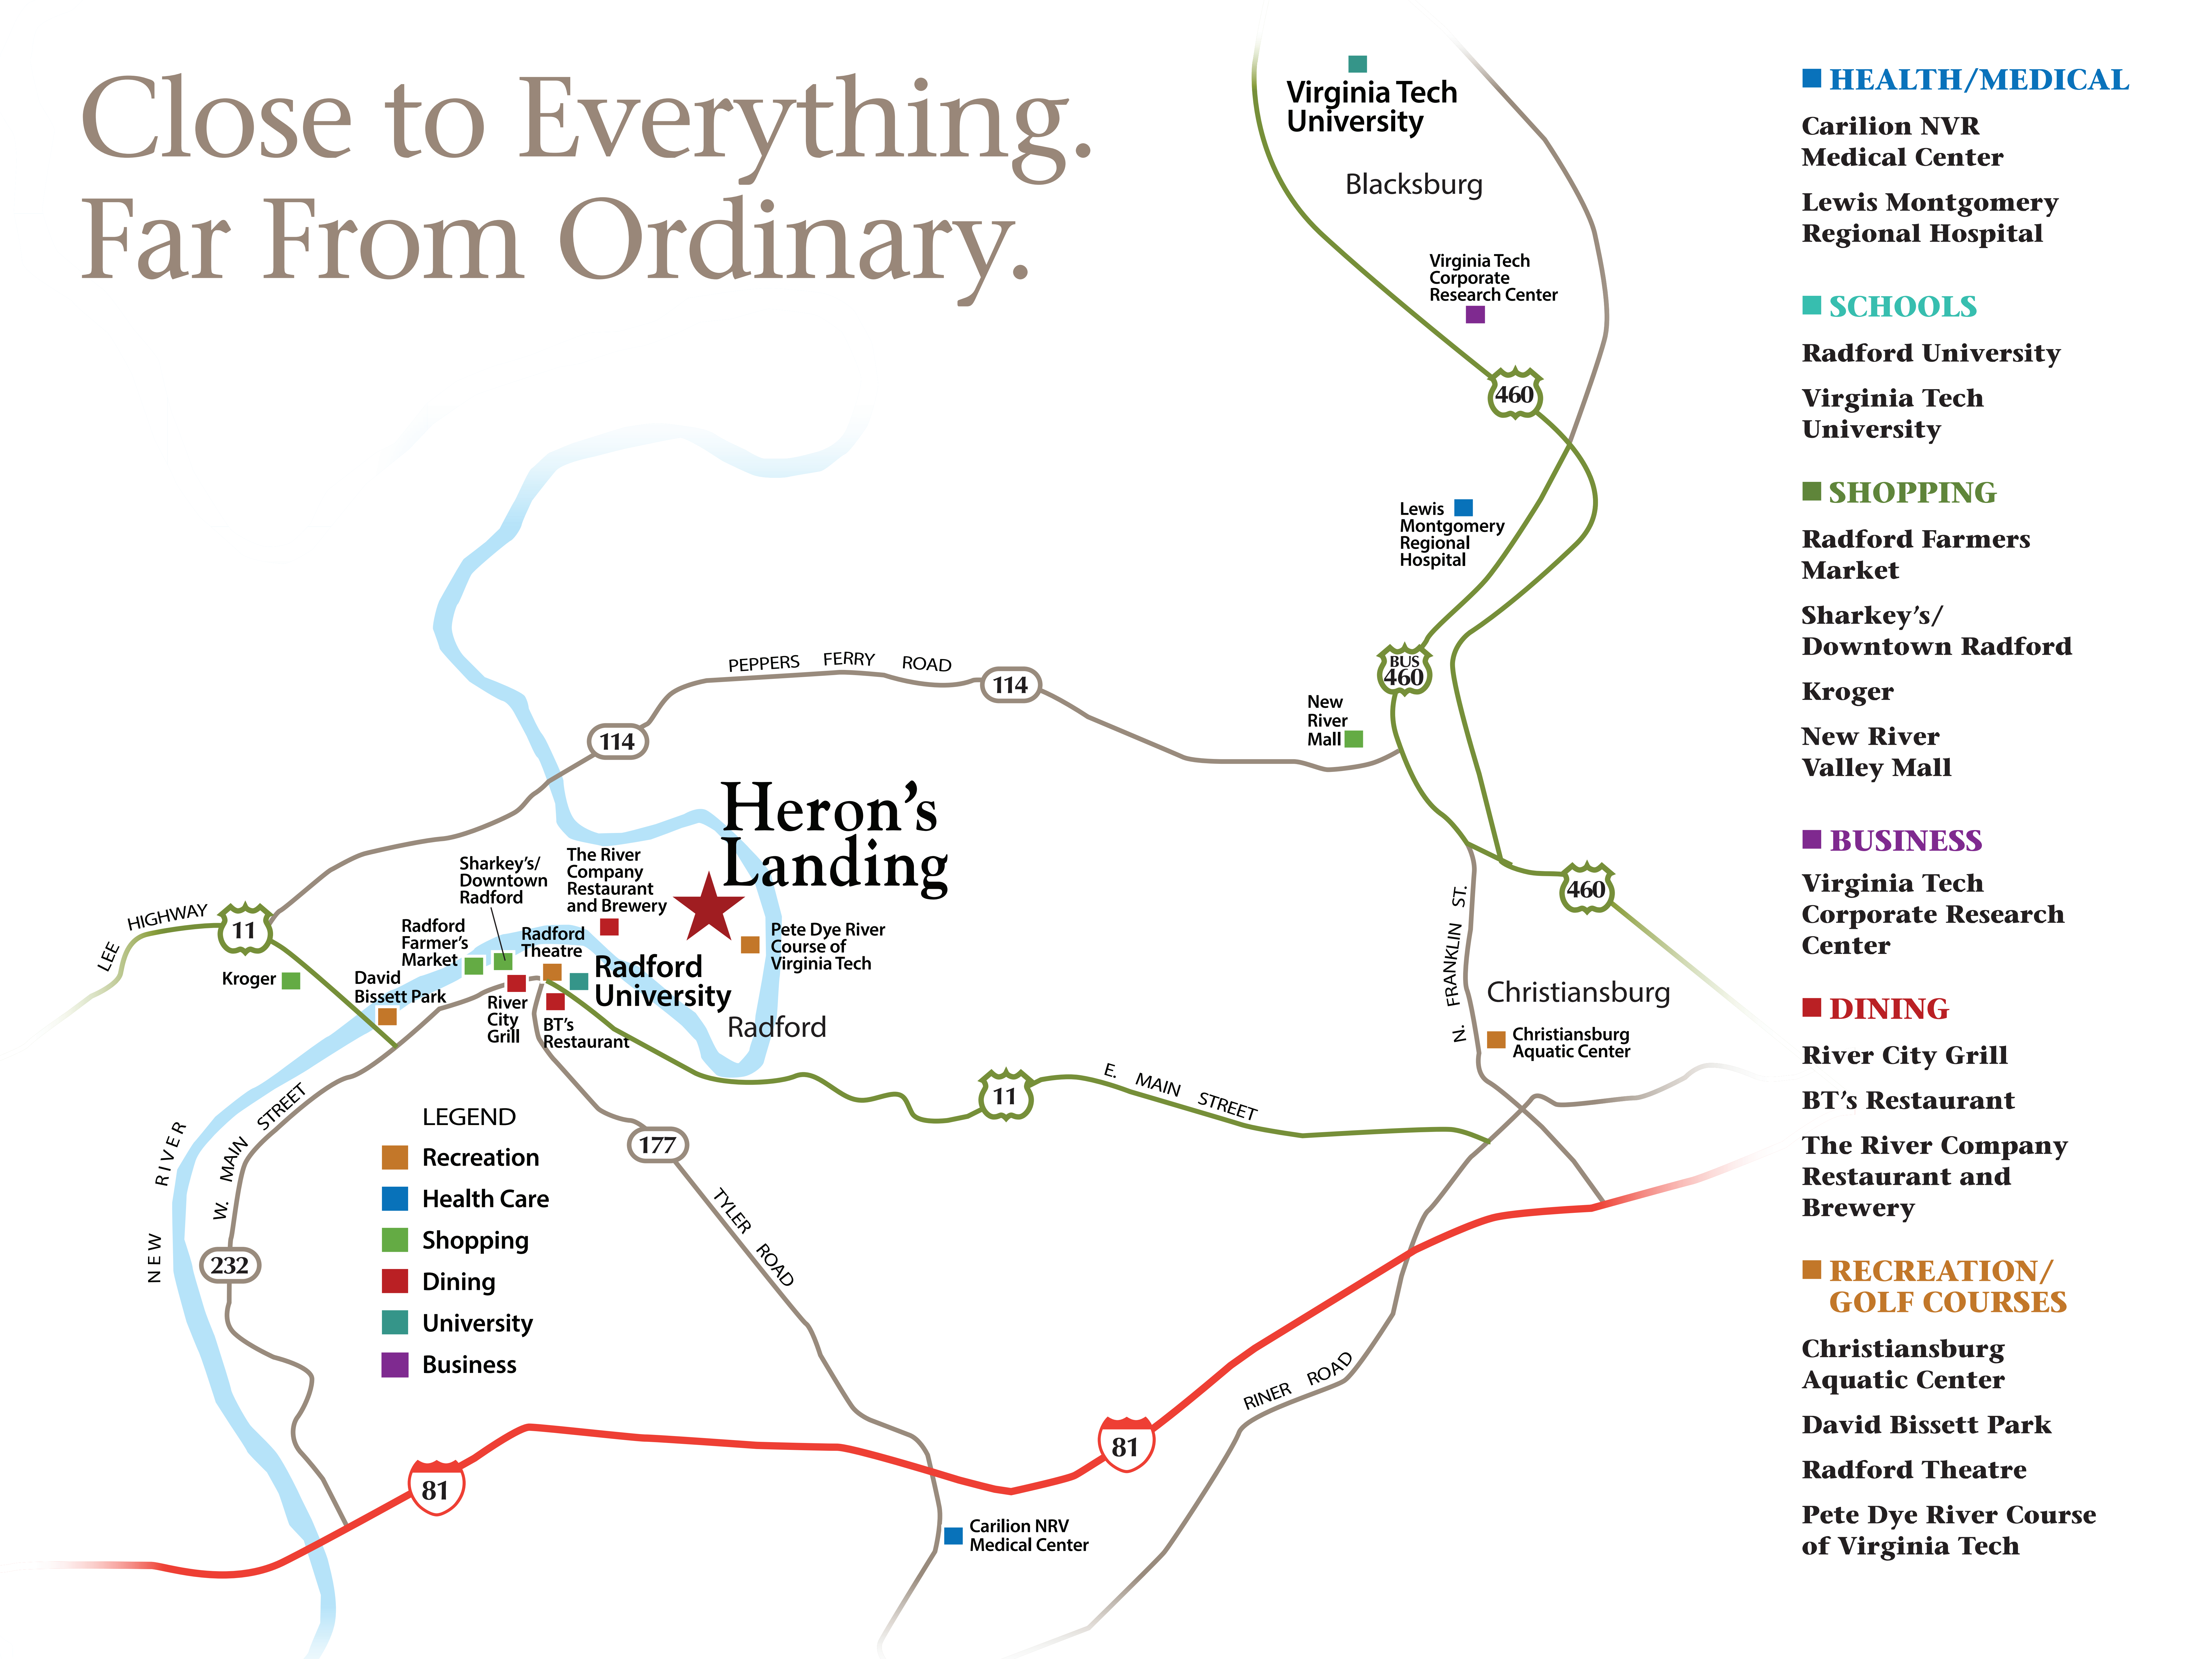 Close to Everything.
Far From Ordinary.
Virginia Tech
University
Blacksburg
Virginia Tech
Corporate
Research Center
460
Lewis
Montgomery
Regional
Hospital
BUS
460
New
River
Mall
PEPPERS FERRY ROAD
114
114
Heron's
Landing
460
N. FRANKLIN ST.
Christiansburg
Christiansburg
Aquatic Center
LEE HIGHWAY
11
Kroger
David
Bissett Park
Radford
Farmer's
Market
Sharkey's/
Downtown
Radford
The River
Company
Restaurant
and Brewery
Radford
Theatre
River
City
Grill
BT's
Restaurant
Radford
University
Radford
Pete Dye River
Course of
Virginia Tech
11
E. MAIN STREET
NEW RIVER
W. MAIN STREET
232
177
TYLER ROAD
81
81
RINER ROAD
Carilion NRV
Medical Center
LEGEND
Recreation
Health Care
Shopping
Dining
University
Business
HEALTH/MEDICAL
Carilion NVR
Medical Center
Lewis Montgomery
Regional Hospital
SCHOOLS
Radford University
Virginia Tech
University
SHOPPING
Radford Farmers
Market
Sharkey's/
Downtown Radford
Kroger
New River
Valley Mall
BUSINESS
Virginia Tech
Corporate Research
Center
DINING
River City Grill
BT's Restaurant
The River Company
Restaurant and
Brewery
RECREATION/
GOLF COURSES
Christiansburg
Aquatic Center
David Bissett Park
Radford Theatre
Pete Dye River Course
of Virginia Tech